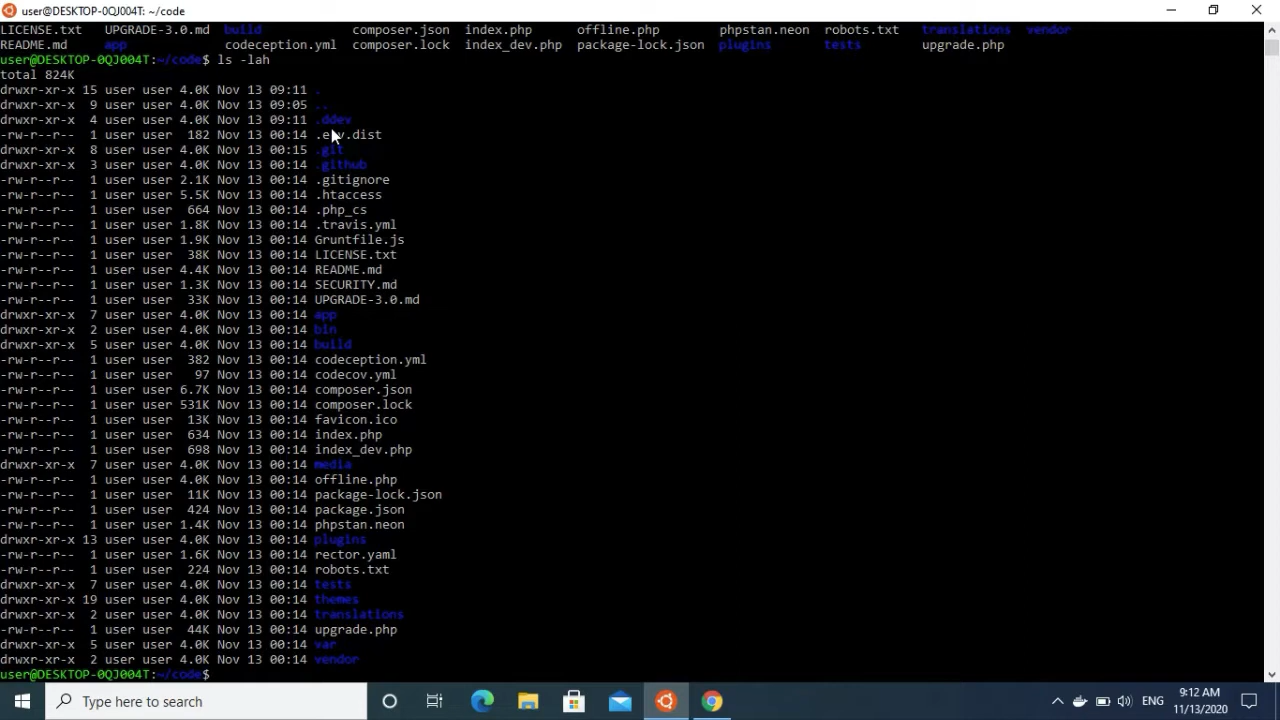 user@DESKTOP-0QJ004T: ~/code
LICENSE.txt UPGRADE-3.0.md build composer.json index.php offline.php phpstan.neon robots.txt translations vendor
README.md app codeception.yml composer.lock index_dev.php package-lock.json plugins tests upgrade.php
user@DESKTOP-0QJ004T:~/code$ ls -lah
total 824K
drwxr-xr-x 15 user user 4.0K Nov 13 09:11 .
drwxr-xr-x 9 user user 4.0K Nov 13 09:05 ..
drwxr-xr-x 4 user user 4.0K Nov 13 09:11 .ddev
-rw-r--r-- 1 user user 182 Nov 13 00:14 .env.dist
drwxr-xr-x 8 user user 4.0K Nov 13 00:15 .git
drwxr-xr-x 3 user user 4.0K Nov 13 00:14 .github
-rw-r--r-- 1 user user 2.1K Nov 13 00:14 .gitignore
-rw-r--r-- 1 user user 5.5K Nov 13 00:14 .htaccess
-rw-r--r-- 1 user user 664 Nov 13 00:14 .php_cs
-rw-r--r-- 1 user user 1.8K Nov 13 00:14 .travis.yml
-rw-r--r-- 1 user user 1.9K Nov 13 00:14 Gruntfile.js
-rw-r--r-- 1 user user 38K Nov 13 00:14 LICENSE.txt
-rw-r--r-- 1 user user 4.4K Nov 13 00:14 README.md
-rw-r--r-- 1 user user 1.3K Nov 13 00:14 SECURITY.md
-rw-r--r-- 1 user user 33K Nov 13 00:14 UPGRADE-3.0.md
drwxr-xr-x 7 user user 4.0K Nov 13 00:14 app
drwxr-xr-x 2 user user 4.0K Nov 13 00:14 bin
drwxr-xr-x 5 user user 4.0K Nov 13 00:14 build
-rw-r--r-- 1 user user 382 Nov 13 00:14 codeception.yml
-rw-r--r-- 1 user user 97 Nov 13 00:14 codecov.yml
-rw-r--r-- 1 user user 6.7K Nov 13 00:14 composer.json
-rw-r--r-- 1 user user 531K Nov 13 00:14 composer.lock
-rw-r--r-- 1 user user 13K Nov 13 00:14 favicon.ico
-rw-r--r-- 1 user user 634 Nov 13 00:14 index.php
-rw-r--r-- 1 user user 698 Nov 13 00:14 index_dev.php
drwxr-xr-x 7 user user 4.0K Nov 13 00:14 media
-rw-r--r-- 1 user user 4.0K Nov 13 00:14 offline.php
-rw-r--r-- 1 user user 11K Nov 13 00:14 package-lock.json
-rw-r--r-- 1 user user 424 Nov 13 00:14 package.json
-rw-r--r-- 1 user user 1.4K Nov 13 00:14 phpstan.neon
drwxr-xr-x 13 user user 4.0K Nov 13 00:14 plugins
-rw-r--r-- 1 user user 1.6K Nov 13 00:14 rector.yaml
-rw-r--r-- 1 user user 224 Nov 13 00:14 robots.txt
drwxr-xr-x 7 user user 4.0K Nov 13 00:14 tests
drwxr-xr-x 19 user user 4.0K Nov 13 00:14 themes
drwxr-xr-x 2 user user 4.0K Nov 13 00:14 translations
-rw-r--r-- 1 user user 44K Nov 13 00:14 upgrade.php
drwxr-xr-x 5 user user 4.0K Nov 13 00:14 var
drwxr-xr-x 2 user user 4.0K Nov 13 00:14 vendor
user@DESKTOP-0QJ004T:~/code$
Type here to search
ENG
9:12 AM
11/13/2020